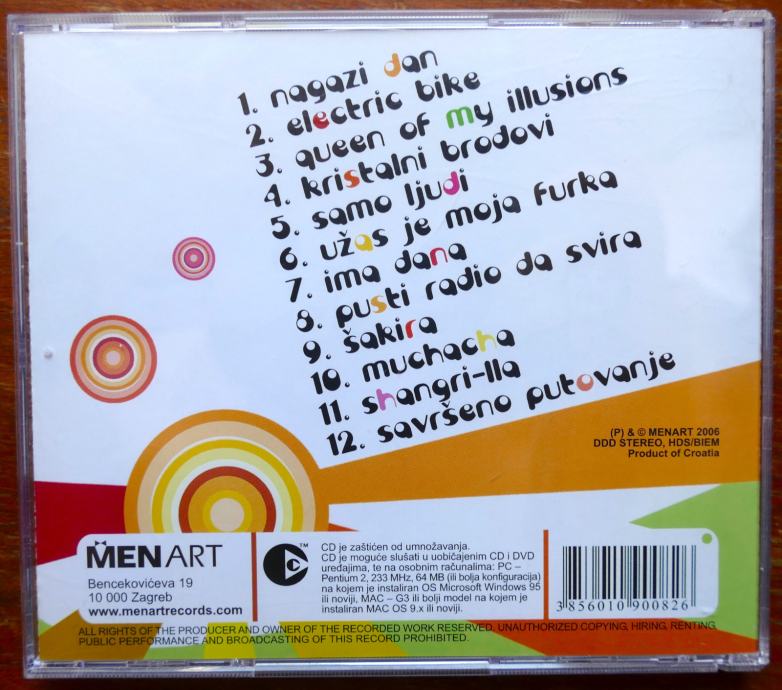 1. nagazi dan
2. electric bike
3. queen of my illusions
4. kristalni brodovi
5. samo ljudi
6. užas je moja furka
7. ima dana
8. pusti radio da svira
9. šakira
10. muchacha
11. shangri-lla
12. savršeno putovanje
(P) & © MENART 2006
DDD STEREO, HDS/BIEM
Product of Croatia
MENART
Bencekovićeva 19
10 000 Zagreb
www.menartrecords.com
TM
CD je zaštićen od umnožavanja.
CD je moguće slušati u uobičajenim CD i DVD
uređajima, te na osobnim računalima: PC –
Pentium 2, 233 MHz, 64 MB (ili bolja konfiguracija)
na kojem je instaliran OS Microsoft Windows 95
ili noviji, MAC – G3 ili bolji model na kojem je
instaliran MAC OS 9.x ili noviji.
3 856010 900826
ALL RIGHTS OF THE PRODUCER AND OWNER OF THE RECORDED WORK RESERVED. UNAUTHORIZED COPYING, HIRING, RENTING,
PUBLIC PERFORMANCE AND BROADCASTING OF THIS RECORD PROHIBITED.